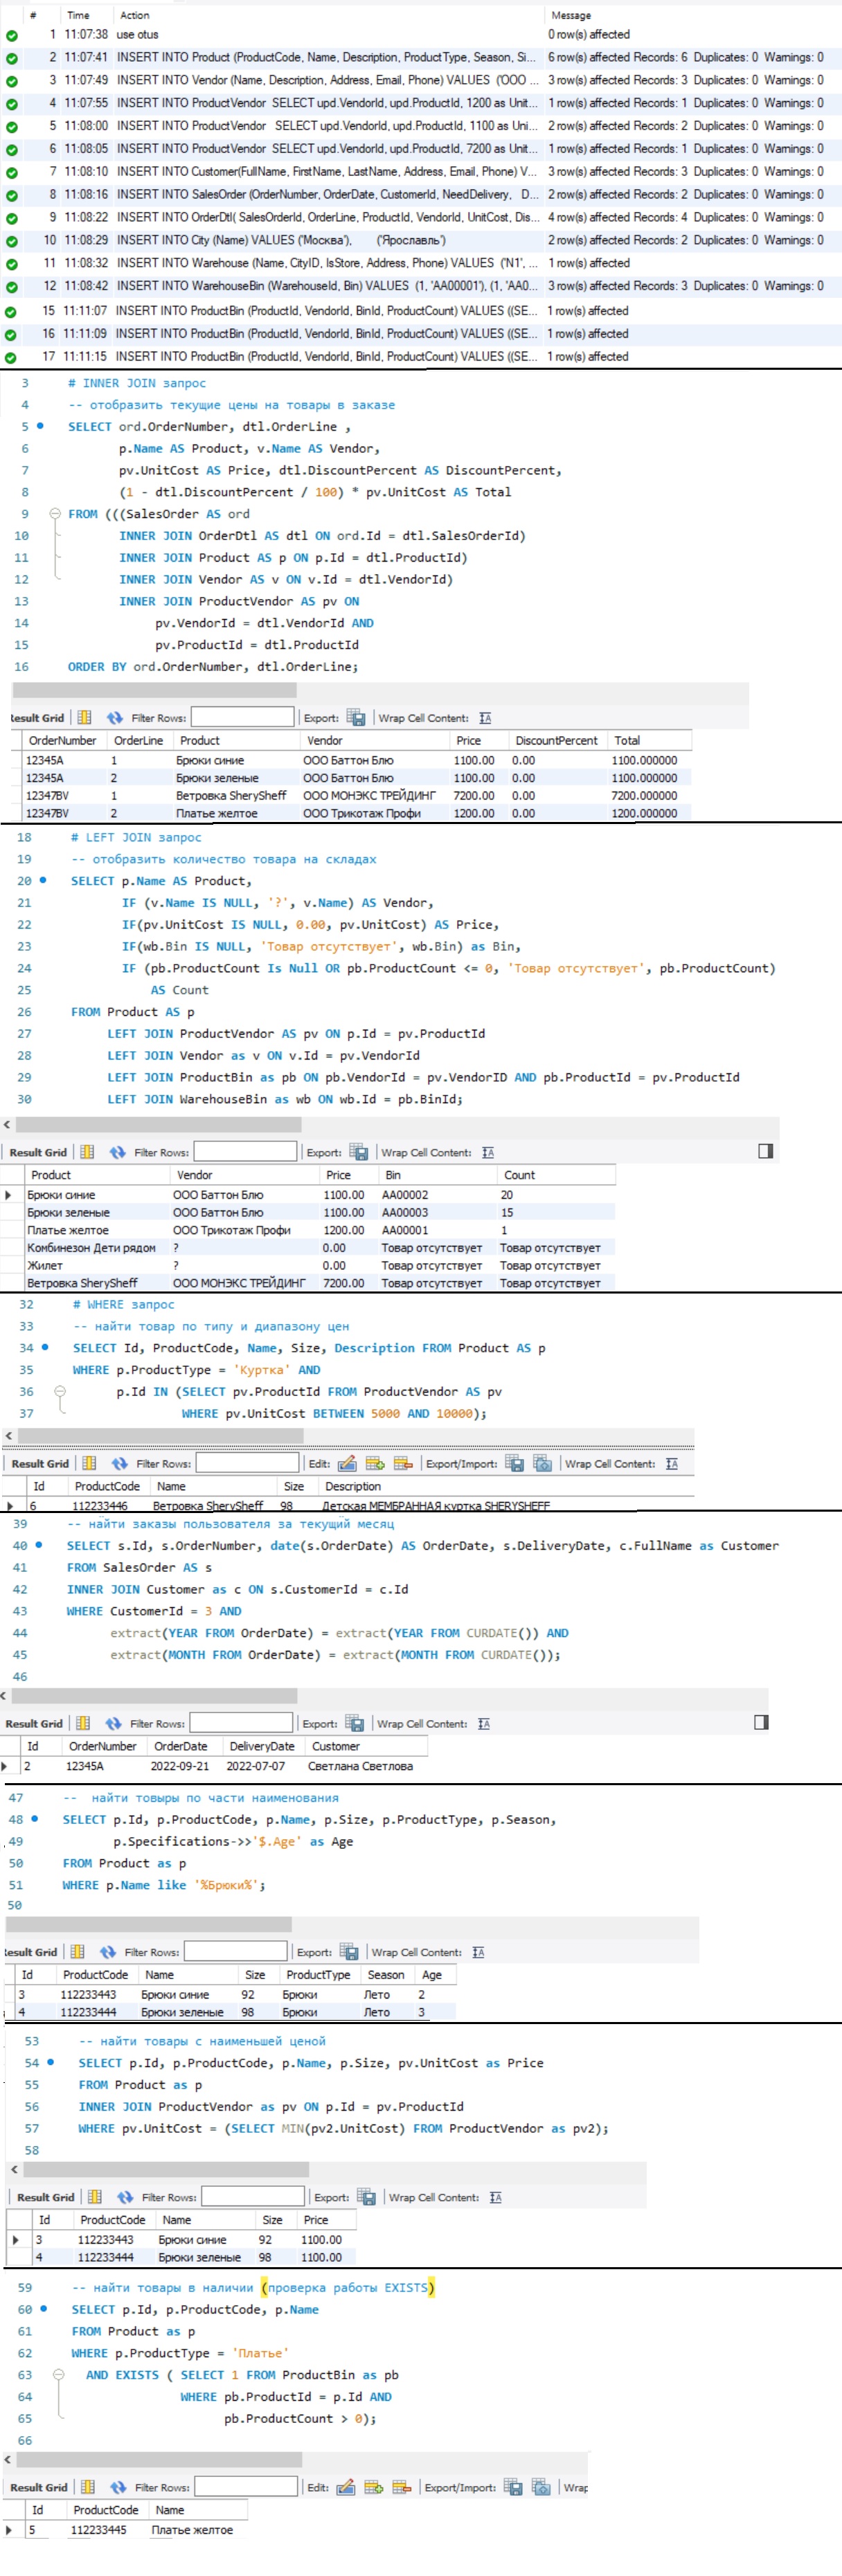 # Time Action Message
1 11:07:38 use otus 0 row(s) affected
2 11:07:41 INSERT INTO Product (ProductCode, Name, Description, ProductType, Season, Si... 6 row(s) affected Records: 6 Duplicates: 0 Warnings: 0
3 11:07:49 INSERT INTO Vendor (Name, Description, Address, Email, Phone) VALUES ('ООО ... 3 row(s) affected Records: 3 Duplicates: 0 Warnings: 0
4 11:07:55 INSERT INTO ProductVendor SELECT upd.VendorId, upd.ProductId, 1200 as Unit... 1 row(s) affected Records: 1 Duplicates: 0 Warnings: 0
5 11:08:00 INSERT INTO ProductVendor SELECT upd.VendorId, upd.ProductId, 1100 as Uni... 2 row(s) affected Records: 2 Duplicates: 0 Warnings: 0
6 11:08:05 INSERT INTO ProductVendor SELECT upd.VendorId, upd.ProductId, 7200 as Unit... 1 row(s) affected Records: 1 Duplicates: 0 Warnings: 0
7 11:08:10 INSERT INTO Customer(FullName, FirstName, LastName, Address, Email, Phone) V... 3 row(s) affected Records: 3 Duplicates: 0 Warnings: 0
8 11:08:16 INSERT INTO SalesOrder (OrderNumber, OrderDate, CustomerId, NeedDelivery, D... 2 row(s) affected Records: 2 Duplicates: 0 Warnings: 0
9 11:08:22 INSERT INTO OrderDtl( SalesOrderId, OrderLine, ProductId, VendorId, UnitCost, Dis... 4 row(s) affected Records: 4 Duplicates: 0 Warnings: 0
10 11:08:29 INSERT INTO City (Name) VALUES ('Москва'), ('Ярославль') 2 row(s) affected Records: 2 Duplicates: 0 Warnings: 0
11 11:08:32 INSERT INTO Warehouse (Name, CityID, IsStore, Address, Phone) VALUES ('N1', ... 1 row(s) affected
12 11:08:42 INSERT INTO WarehouseBin (WarehouseId, Bin) VALUES (1, 'AA00001'), (1, 'AA0... 3 row(s) affected Records: 3 Duplicates: 0 Warnings: 0
15 11:11:07 INSERT INTO ProductBin (ProductId, VendorId, BinId, ProductCount) VALUES ((SE... 1 row(s) affected
16 11:11:09 INSERT INTO ProductBin (ProductId, VendorId, BinId, ProductCount) VALUES ((SE... 1 row(s) affected
17 11:11:15 INSERT INTO ProductBin (ProductId, VendorId, BinId, ProductCount) VALUES ((SE... 1 row(s) affected
3 # INNER JOIN запрос
4 -- отобразить текущие цены на товары в заказе
5 SELECT ord.OrderNumber, dtl.OrderLine ,
6 p.Name AS Product, v.Name AS Vendor,
7 pv.UnitCost AS Price, dtl.DiscountPercent AS DiscountPercent,
8 (1 - dtl.DiscountPercent / 100) * pv.UnitCost AS Total
9 FROM (((SalesOrder AS ord
10 INNER JOIN OrderDtl AS dtl ON ord.Id = dtl.SalesOrderId)
11 INNER JOIN Product AS p ON p.Id = dtl.ProductId)
12 INNER JOIN Vendor AS v ON v.Id = dtl.VendorId)
13 INNER JOIN ProductVendor AS pv ON
14 pv.VendorId = dtl.VendorId AND
15 pv.ProductId = dtl.ProductId
16 ORDER BY ord.OrderNumber, dtl.OrderLine;
Result Grid Filter Rows: Export: Wrap Cell Content:
OrderNumber OrderLine Product Vendor Price DiscountPercent Total
12345A 1 Брюки синие ООО Баттон Блю 1100.00 0.00 1100.000000
12345A 2 Брюки зеленые ООО Баттон Блю 1100.00 0.00 1100.000000
12347BV 1 Ветровка SherySheff ООО МОНЭКС ТРЕЙДИНГ 7200.00 0.00 7200.000000
12347BV 2 Платье желтое ООО Трикотаж Профи 1200.00 0.00 1200.000000
18 # LEFT JOIN запрос
19 -- отобразить количество товара на складах
20 SELECT p.Name AS Product,
21 IF (v.Name IS NULL, '?', v.Name) AS Vendor,
22 IF(pv.UnitCost IS NULL, 0.00, pv.UnitCost) AS Price,
23 IF(wb.Bin IS NULL, 'Товар отсутствует', wb.Bin) as Bin,
24 IF (pb.ProductCount Is Null OR pb.ProductCount <= 0, 'Товар отсутствует', pb.ProductCount)
25 AS Count
26 FROM Product AS p
27 LEFT JOIN ProductVendor AS pv ON p.Id = pv.ProductId
28 LEFT JOIN Vendor as v ON v.Id = pv.VendorId
29 LEFT JOIN ProductBin as pb ON pb.VendorId = pv.VendorID AND pb.ProductId = pv.ProductId
30 LEFT JOIN WarehouseBin as wb ON wb.Id = pb.BinId;
Result Grid Filter Rows: Export: Wrap Cell Content:
Product Vendor Price Bin Count
Брюки синие ООО Баттон Блю 1100.00 AA00002 20
Брюки зеленые ООО Баттон Блю 1100.00 AA00003 15
Платье желтое ООО Трикотаж Профи 1200.00 AA00001 1
Комбинезон Дети рядом ? 0.00 Товар отсутствует Товар отсутствует
Жилет ? 0.00 Товар отсутствует Товар отсутствует
Ветровка SherySheff ООО МОНЭКС ТРЕЙДИНГ 7200.00 Товар отсутствует Товар отсутствует
32 # WHERE запрос
33 -- найти товар по типу и диапазону цен
34 SELECT Id, ProductCode, Name, Size, Description FROM Product AS p
35 WHERE p.ProductType = 'Куртка' AND
36 p.Id IN (SELECT pv.ProductId FROM ProductVendor AS pv
37 WHERE pv.UnitCost BETWEEN 5000 AND 10000);
Result Grid Filter Rows: Edit: Export/Import: Wrap Cell Content:
Id ProductCode Name Size Description
6 112233446 Ветровка SherySheff 98 Детская МЕМБРАННАЯ куртка SHERYSHEFF
39 -- найти заказы пользователя за текущий месяц
40 SELECT s.Id, s.OrderNumber, date(s.OrderDate) AS OrderDate, s.DeliveryDate, c.FullName as Customer
41 FROM SalesOrder AS s
42 INNER JOIN Customer as c ON s.CustomerId = c.Id
43 WHERE CustomerId = 3 AND
44 extract(YEAR FROM OrderDate) = extract(YEAR FROM CURDATE()) AND
45 extract(MONTH FROM OrderDate) = extract(MONTH FROM CURDATE());
46
Result Grid Filter Rows: Export: Wrap Cell Content:
Id OrderNumber OrderDate DeliveryDate Customer
2 12345A 2022-09-21 2022-07-07 Светлана Светлова
47 -- найти товыры по части наименования
48 SELECT p.Id, p.ProductCode, p.Name, p.Size, p.ProductType, p.Season,
49 p.Specifications->>'$.Age' as Age
50 FROM Product as p
51 WHERE p.Name like '%Брюки%';
50
Result Grid Filter Rows: Export: Wrap Cell Content:
Id ProductCode Name Size ProductType Season Age
3 112233443 Брюки синие 92 Брюки Лето 2
4 112233444 Брюки зеленые 98 Брюки Лето 3
53 -- найти товары с наименьшей ценой
54 SELECT p.Id, p.ProductCode, p.Name, p.Size, pv.UnitCost as Price
55 FROM Product as p
56 INNER JOIN ProductVendor as pv ON p.Id = pv.ProductId
57 WHERE pv.UnitCost = (SELECT MIN(pv2.UnitCost) FROM ProductVendor as pv2);
58
Result Grid Filter Rows: Export: Wrap Cell Content:
Id ProductCode Name Size Price
3 112233443 Брюки синие 92 1100.00
4 112233444 Брюки зеленые 98 1100.00
59 -- найти товары в наличии (проверка работы EXISTS)
60 SELECT p.Id, p.ProductCode, p.Name
61 FROM Product as p
62 WHERE p.ProductType = 'Платье'
63 AND EXISTS ( SELECT 1 FROM ProductBin as pb
64 WHERE pb.ProductId = p.Id AND
65 pb.ProductCount > 0);
66
Result Grid Filter Rows: Edit: Export/Import: Wrap
Id ProductCode Name
5 112233445 Платье желтое